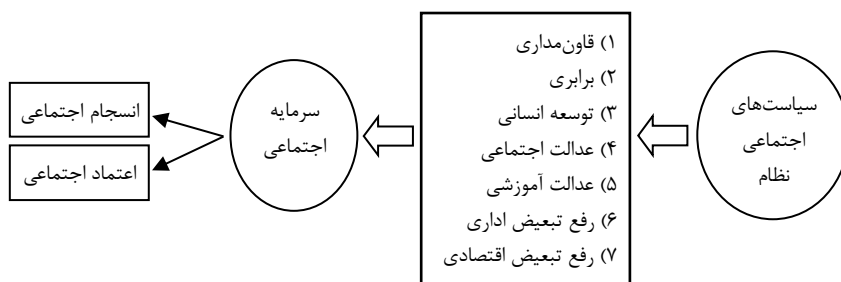 سیاست‌های
اجتماعی
نظام
۱) قاون‌مداری
۲) برابری
۳) توسعه انسانی
۴) عدالت اجتماعی
۵) عدالت آموزشی
۶) رفع تبعیض اداری
۷) رفع تبعیض اقتصادی
سرمایه
اجتماعی
انسجام اجتماعی
اعتماد اجتماعی